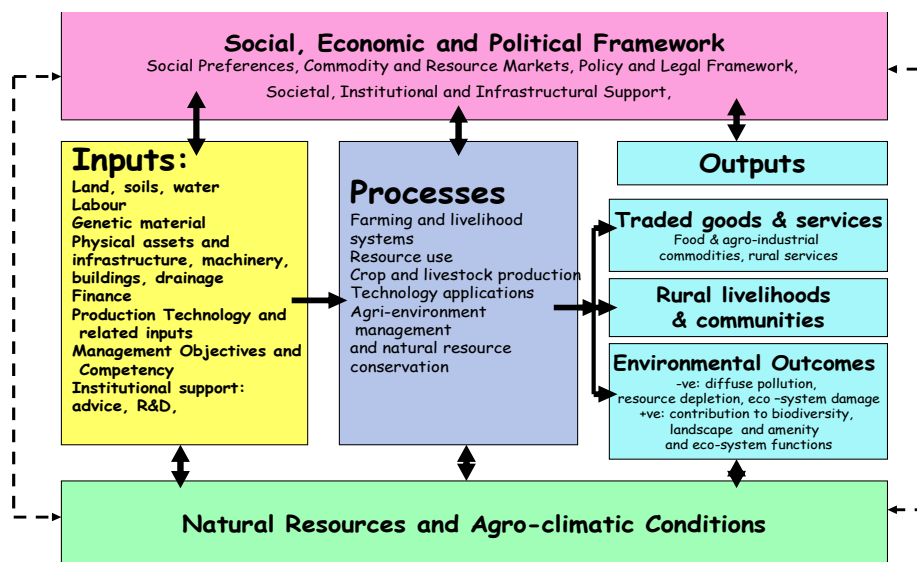 Social, Economic and Political Framework
Social Preferences, Commodity and Resource Markets, Policy and Legal Framework,
Societal, Institutional and Infrastructural Support,
Inputs:
Land, soils, water
Labour
Genetic material
Physical assets and
infrastructure, machinery,
buildings, drainage
Finance
Production Technology and
related inputs
Management Objectives and
Competency
Institutional support:
advice, R&D,
Processes
Farming and livelihood
systems
Resource use
Crop and livestock production
Technology applications
Agri-environment
management
and natural resource
conservation
Outputs
Traded goods & services
Food & agro-industrial
commodities, rural services
Rural livelihoods
& communities
Environmental Outcomes
-ve: diffuse pollution,
resource depletion, eco –system damage
+ve: contribution to biodiversity,
landscape and amenity
and eco-system functions
Natural Resources and Agro-climatic Conditions